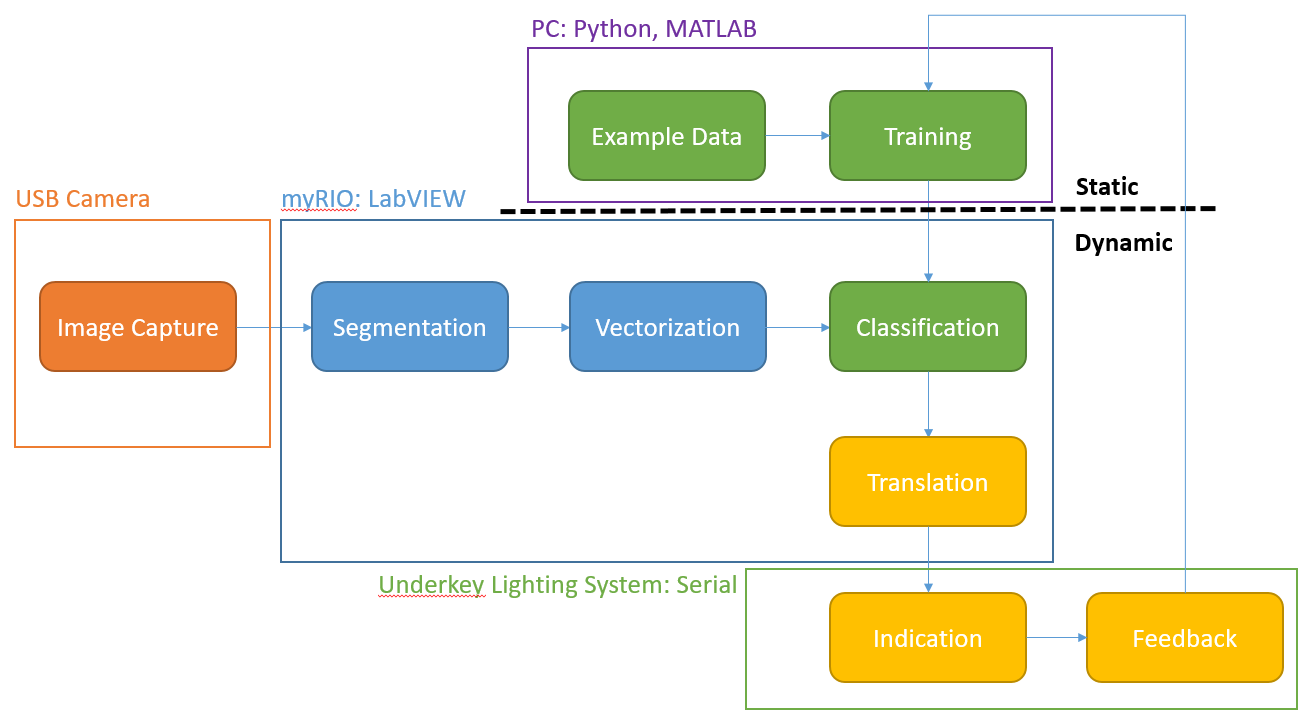 PC: Python, MATLAB
Example Data
Training
Static
USB Camera
myRIO: LabVIEW
Dynamic
Image Capture
Segmentation
Vectorization
Classification
Translation
Underkey Lighting System: Serial
Indication
Feedback